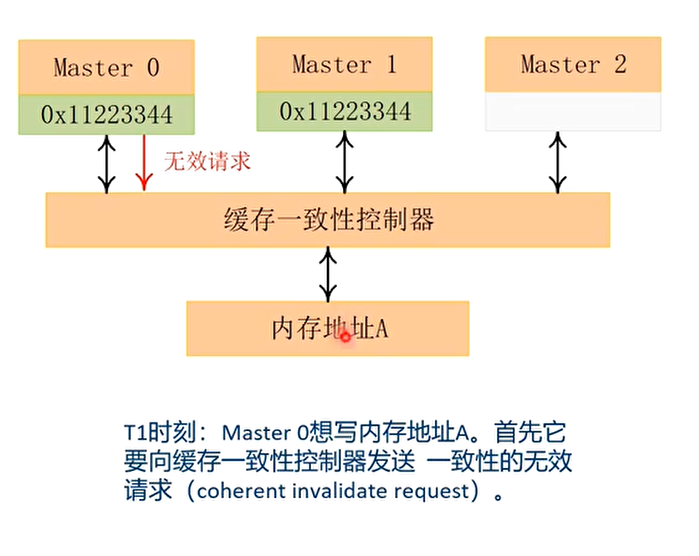 Master 0
Master 1
Master 2
0x11223344
0x11223344
无效请求
缓存一致性控制器
内存地址A
T1时刻：Master 0想写内存地址A。首先它
要向缓存一致性控制器发送 一致性的无效
请求（coherent invalidate request）。